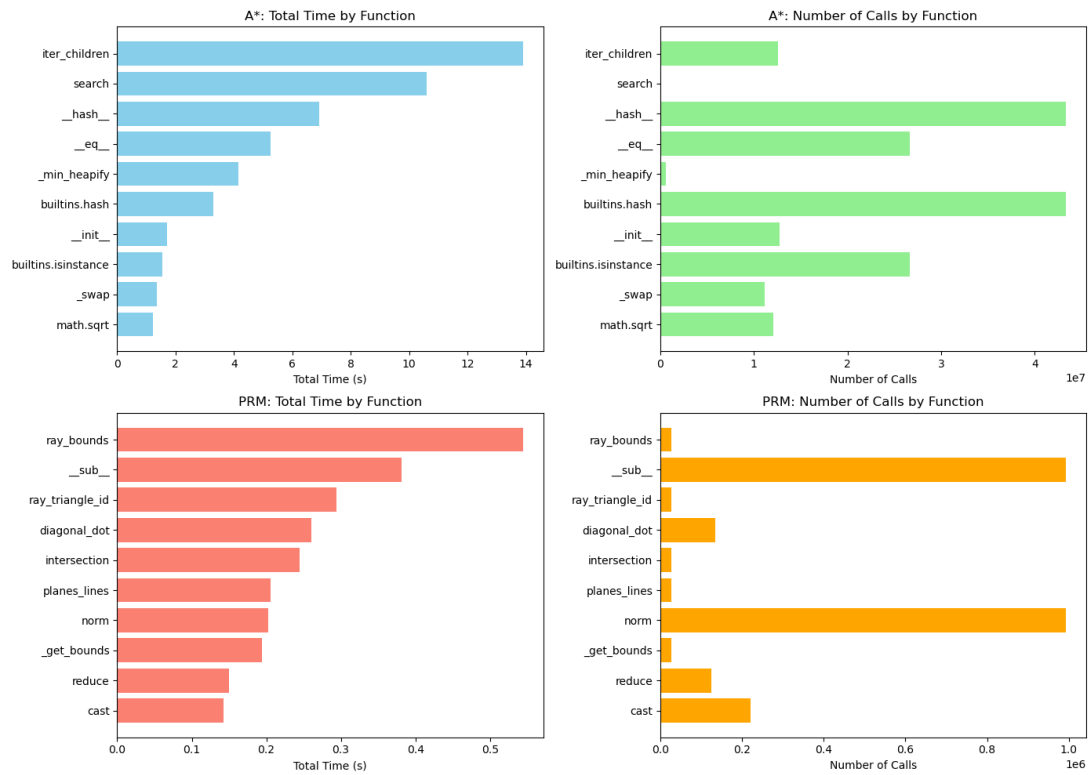 A*: Total Time by Function
iter_children
search
__hash__
__eq__
_min_heapify
builtins.hash
__init__
builtins.isinstance
_swap
math.sqrt
0 2 4 6 8 10 12 14
Total Time (s)
A*: Number of Calls by Function
iter_children
search
__hash__
__eq__
_min_heapify
builtins.hash
__init__
builtins.isinstance
_swap
math.sqrt
0 1 2 3 4
1e7
Number of Calls
PRM: Total Time by Function
ray_bounds
__sub__
ray_triangle_id
diagonal_dot
intersection
planes_lines
norm
_get_bounds
reduce
cast
0.0 0.1 0.2 0.3 0.4 0.5
Total Time (s)
PRM: Number of Calls by Function
ray_bounds
__sub__
ray_triangle_id
diagonal_dot
intersection
planes_lines
norm
_get_bounds
reduce
cast
0.0 0.2 0.4 0.6 0.8 1.0
1e6
Number of Calls